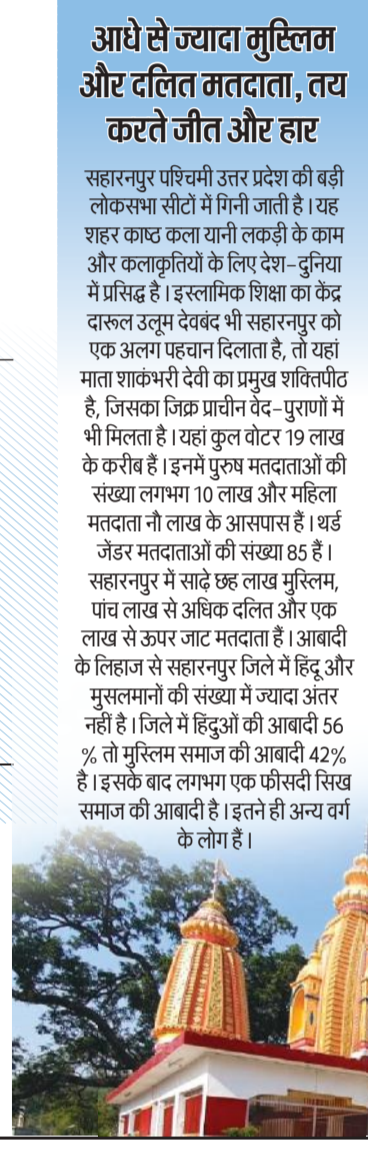 आधे से ज्यादा मुस्लिम
और दलित मतदाता, तय
करते जीत और हार
सहारनपुर पश्चिमी उत्तर प्रदेश की बड़ी
लोकसभा सीटों में गिनी जाती है। यह
शहर काष्ठ कला यानी लकड़ी के काम
और कलाकृतियों के लिए देश-दुनिया
में प्रसिद्ध है। इस्लामिक शिक्षा का केंद्र
दारूल उलूम देवबंद भी सहारनपुर को
एक अलग पहचान दिलाता है, तो यहां
माता शाकंभरी देवी का प्रमुख शक्तिपीठ
है, जिसका जिक्र प्राचीन वेद-पुराणों में
भी मिलता है। यहां कुल वोटर 19 लाख
के करीब हैं। इनमें पुरुष मतदाताओं की
संख्या लगभग 10 लाख और महिला
मतदाता नौ लाख के आसपास हैं। थर्ड
जेंडर मतदाताओं की संख्या 85 हैं।
सहारनपुर में साढ़े छह लाख मुस्लिम,
पांच लाख से अधिक दलित और एक
लाख से ऊपर जाट मतदाता हैं। आबादी
के लिहाज से सहारनपुर जिले में हिंदू और
मुसलमानों की संख्या में ज्यादा अंतर
नहीं है। जिले में हिंदुओं की आबादी 56
% तो मुस्लिम समाज की आबादी 42%
है। इसके बाद लगभग एक फीसदी सिख
समाज की आबादी है। इतने ही अन्य वर्ग
के लोग हैं।